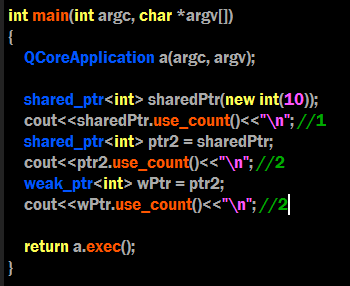 int main(int argc, char *argv[])
{
QCoreApplication a(argc, argv);
shared_ptr<int> sharedPtr(new int(10));
cout<<sharedPtr.use_count()<<"\n"; //1
shared_ptr<int> ptr2 = sharedPtr;
cout<<ptr2.use_count()<<"\n"; //2
weak_ptr<int> wPtr = ptr2;
cout<<wPtr.use_count()<<"\n"; //2
return a.exec();
}